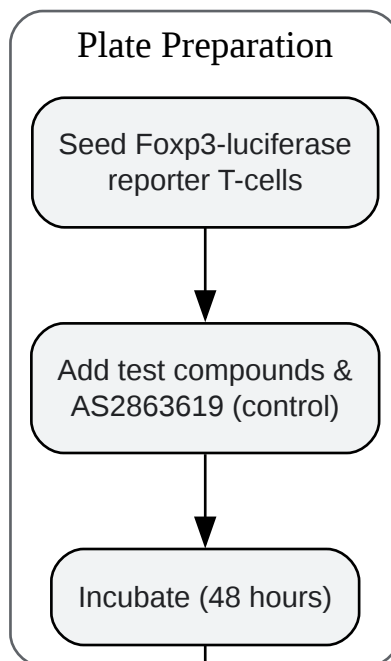 Plate Preparation
Seed Foxp3-luciferase
reporter T-cells
Add test compounds &
AS2863619 (control)
Incubate (48 hours)